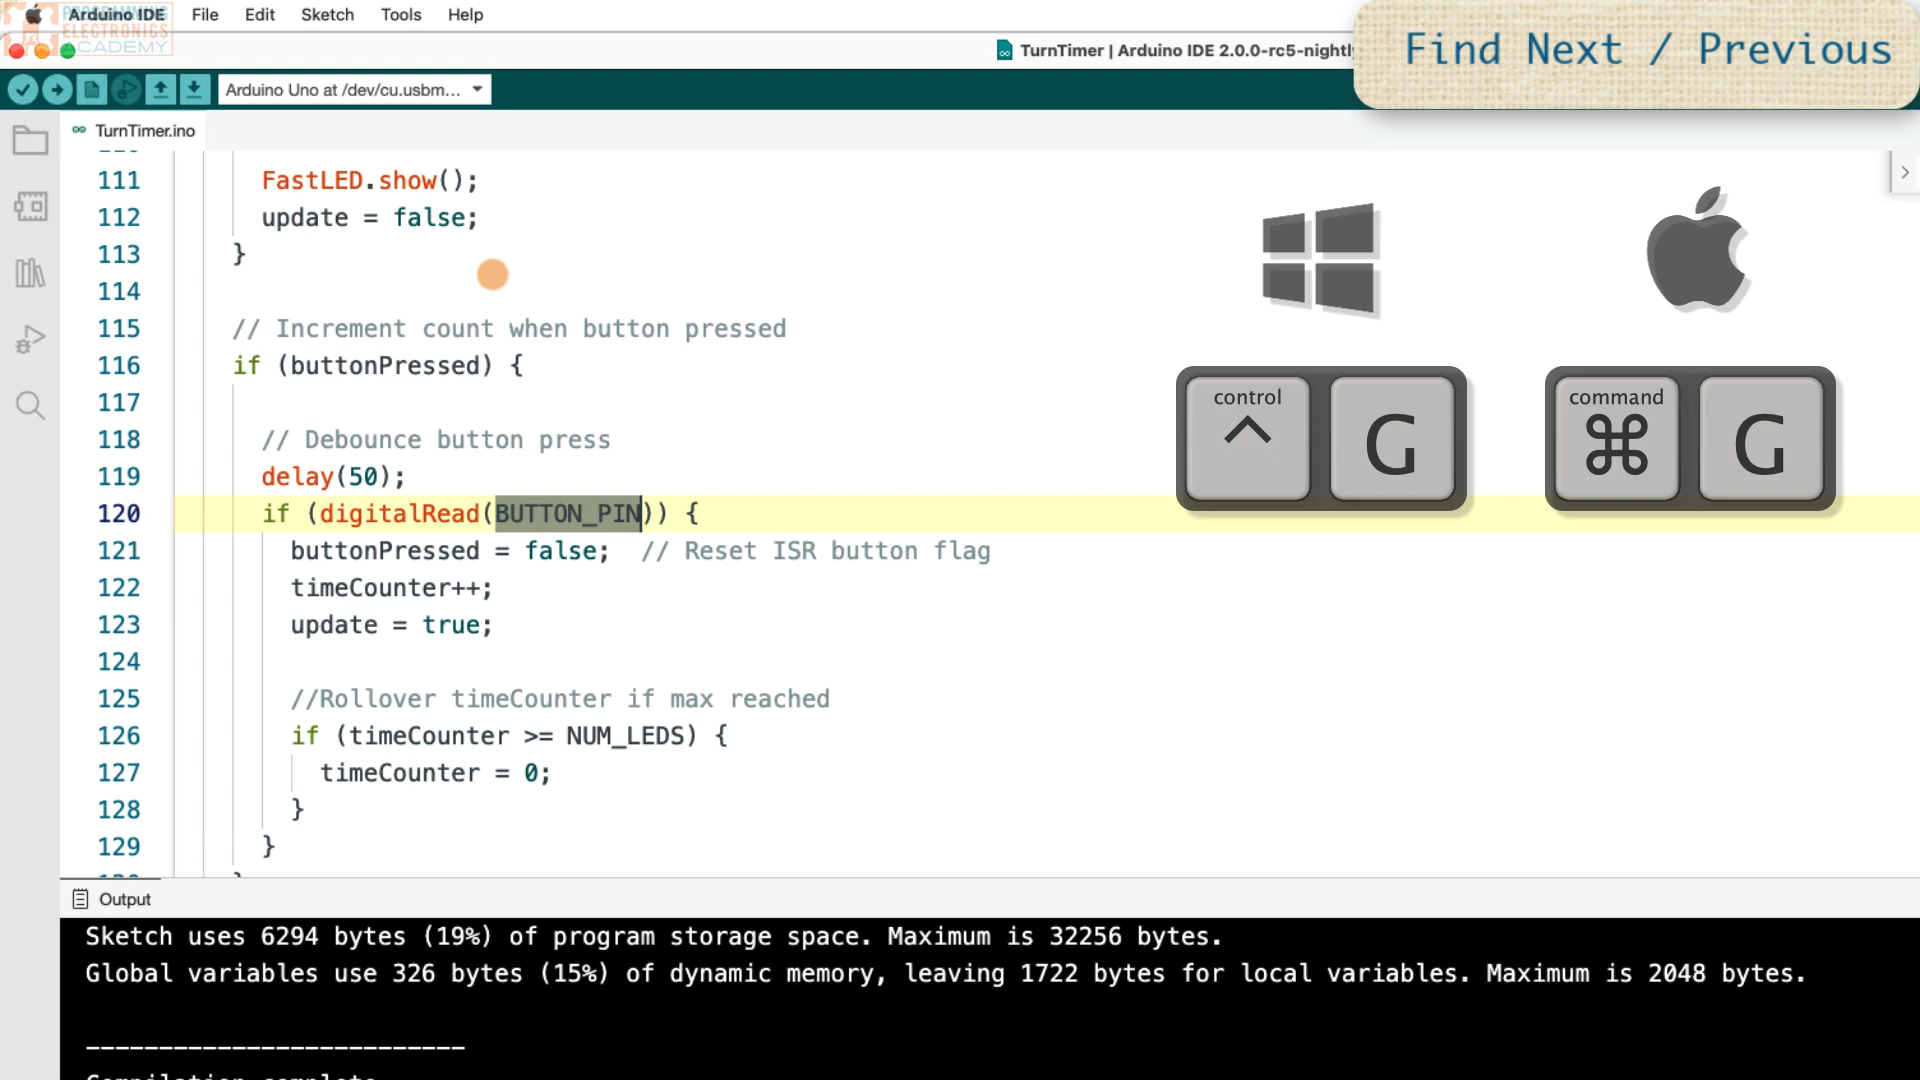 Arduino IDE File Edit Sketch Tools Help
PROGRAMMING
ELECTRONICS
ACADEMY
TurnTimer | Arduino IDE 2.0.0-rc5-nightly
Find Next / Previous
Arduino Uno at /dev/cu.usbm...
TurnTimer.ino
111 FastLED.show();
112 update = false;
113 }
114
115 // Increment count when button pressed
116 if (buttonPressed) {
117
118 // Debounce button press
119 delay(50);
120 if (digitalRead(BUTTON_PIN)) {
121 buttonPressed = false; // Reset ISR button flag
122 timeCounter++;
123 update = true;
124
125 //Rollover timeCounter if max reached
126 if (timeCounter >= NUM_LEDS) {
127 timeCounter = 0;
128 }
129 }
control
^ G
command
⌘ G
Output
Sketch uses 6294 bytes (19%) of program storage space. Maximum is 32256 bytes.
Global variables use 326 bytes (15%) of dynamic memory, leaving 1722 bytes for local variables. Maximum is 2048 bytes.
--------------------------
Compilation complete